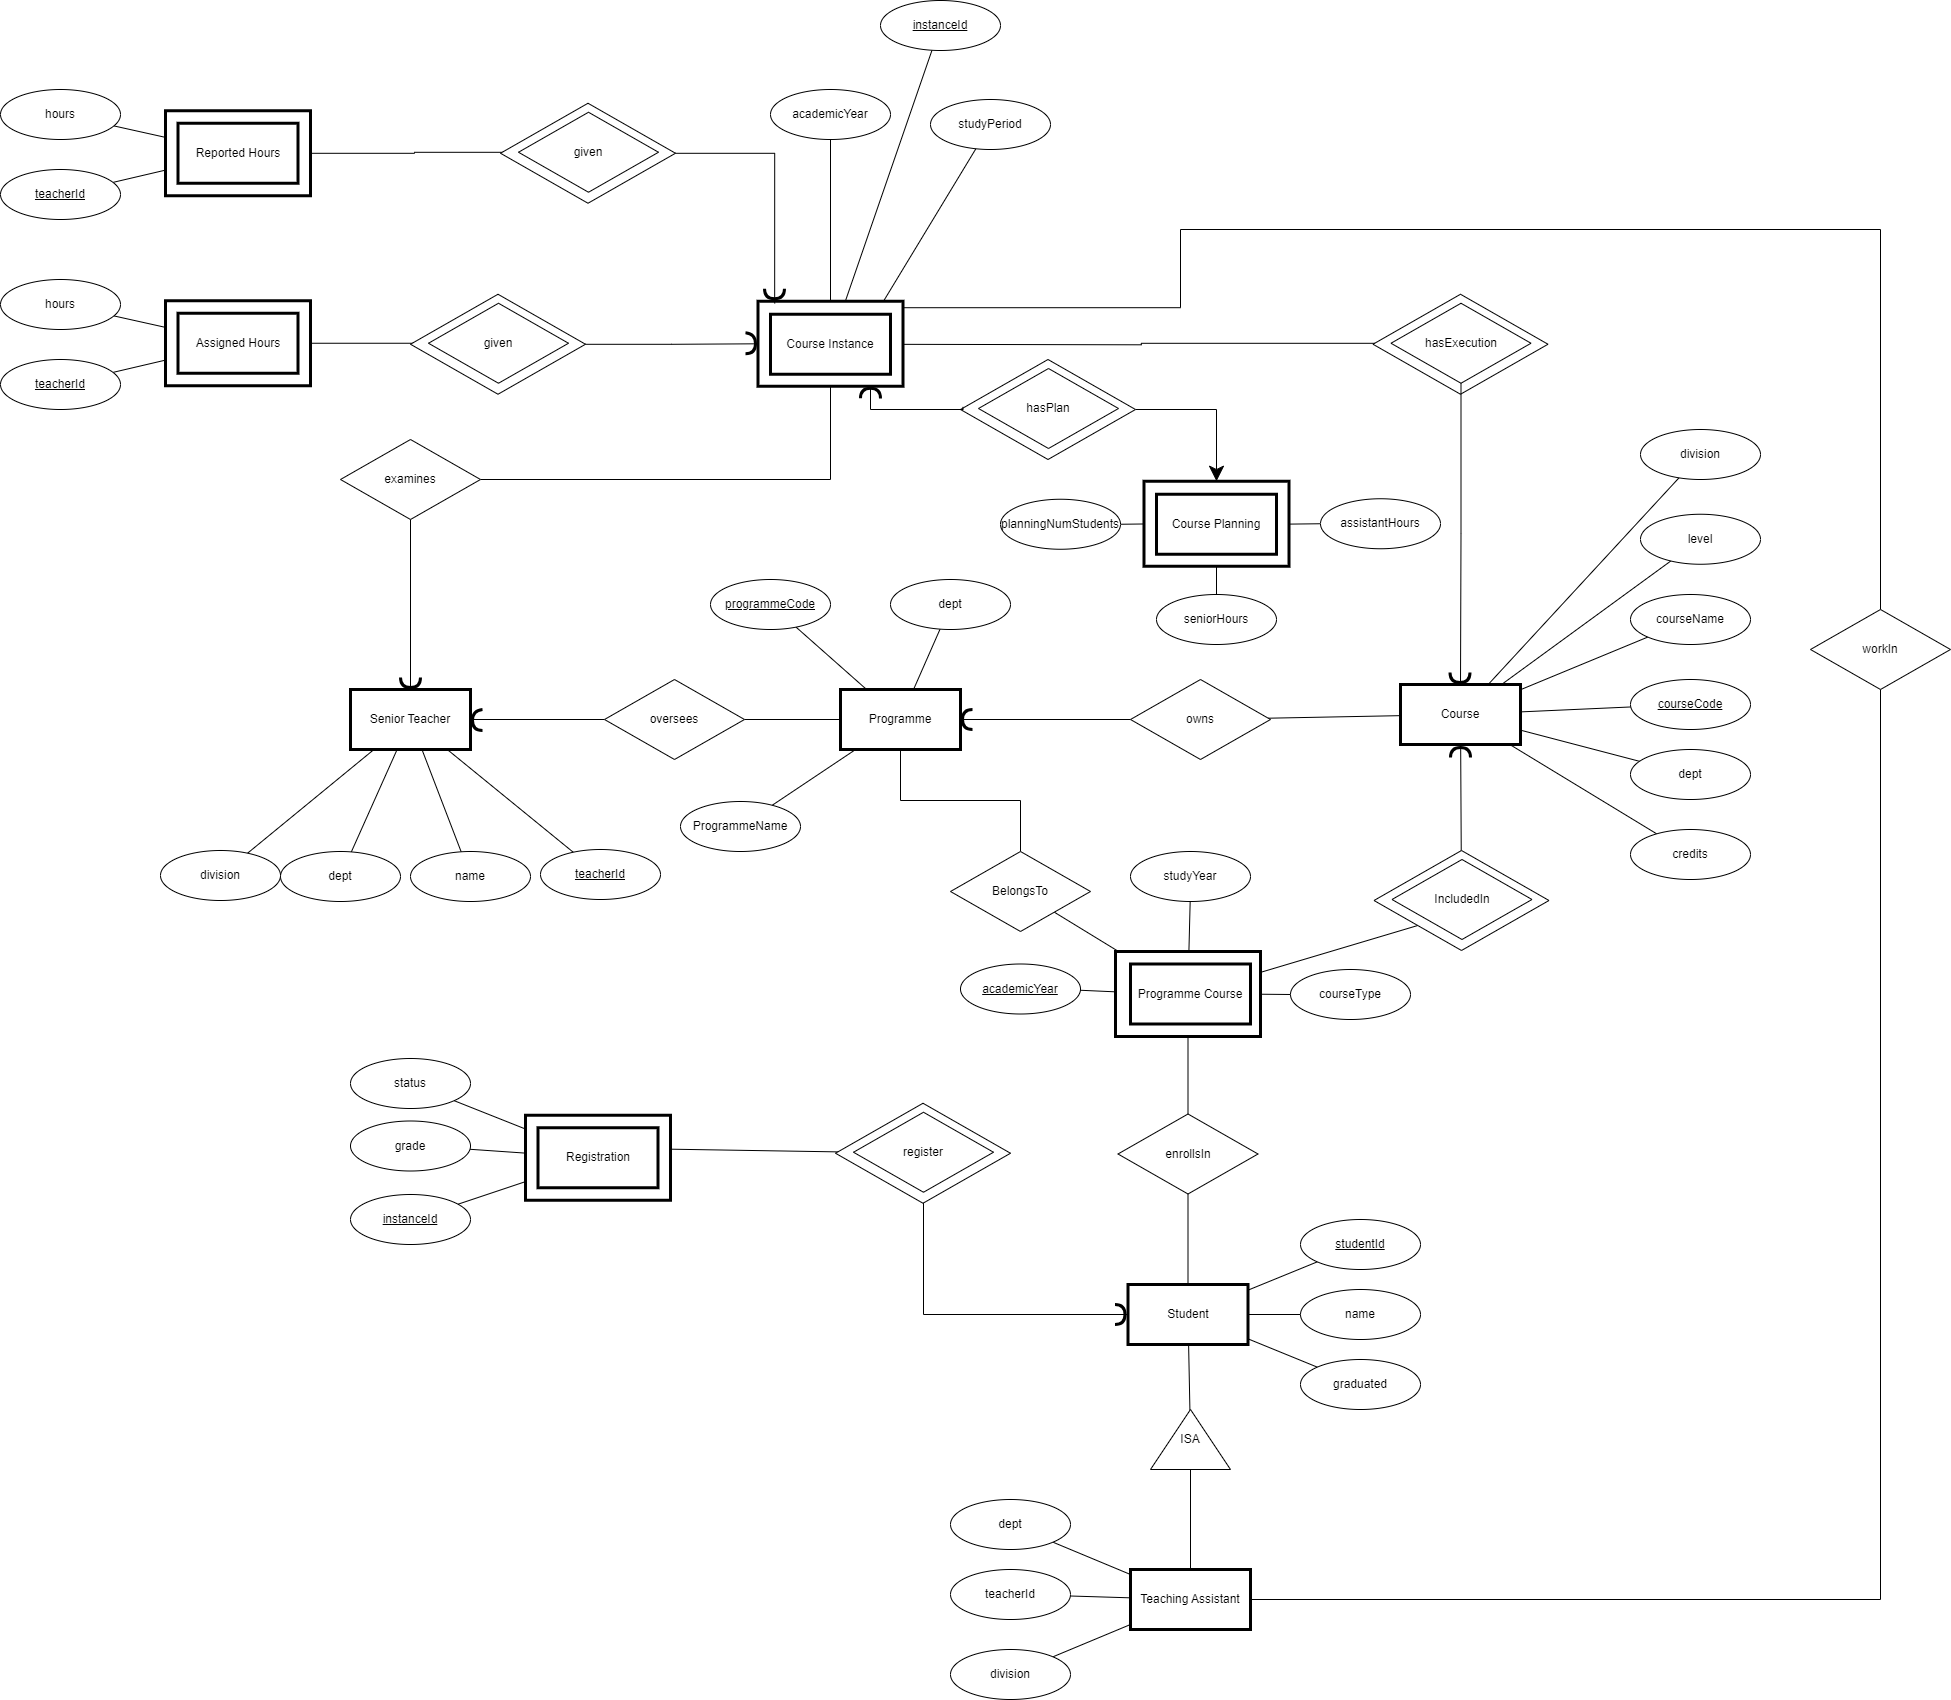 instanceId
hours
academicYear
studyPeriod
Reported Hours
given
teacherId
hours
Assigned Hours
given
Course Instance
hasExecution
teacherId
hasPlan
division
examines
planningNumStudents
Course Planning
assistantHours
level
programmeCode
dept
seniorHours
courseName
workIn
Senior Teacher
oversees
Programme
owns
Course
courseCode
dept
ProgrammeName
credits
division
dept
name
teacherId
BelongsTo
studyYear
IncludedIn
academicYear
Programme Course
courseType
status
grade
Registration
register
enrollsIn
instanceId
studentId
Student
name
graduated
ISA
dept
teacherId
Teaching Assistant
division